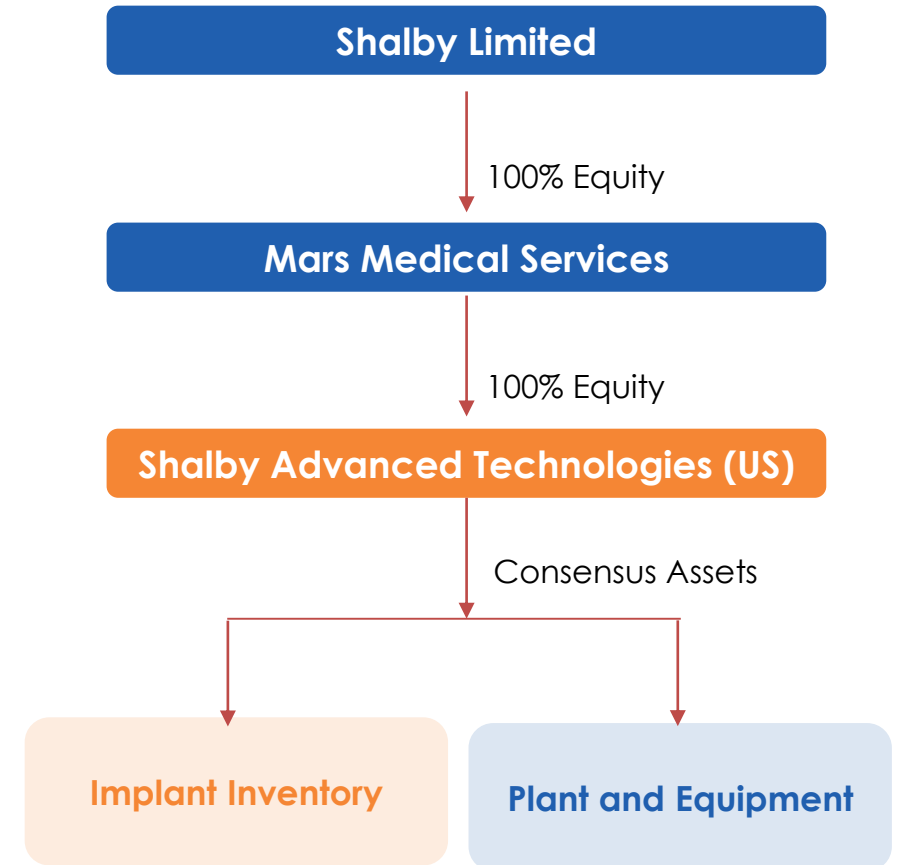 Shalby Limited
100% Equity
Mars Medical Services
100% Equity
Shalby Advanced Technologies (US)
Consensus Assets
Implant Inventory
Plant and Equipment